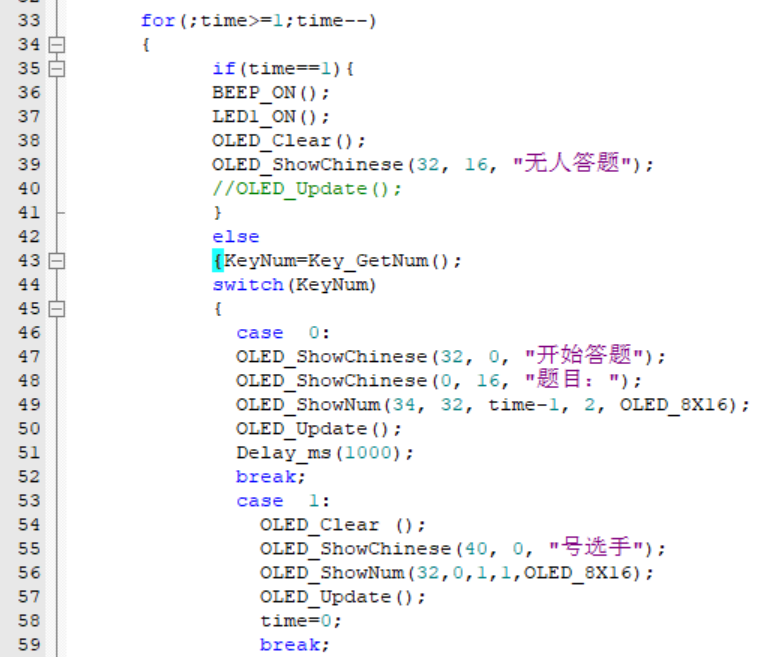 33 for(;time>=1;time--)
34 {
35 if(time==1){
36 BEEP_ON();
37 LED1_ON();
38 OLED_Clear();
39 OLED_ShowChinese(32, 16, "无人答题");
40 //OLED_Update();
41 }
42 else
43 {KeyNum=Key_GetNum();
44 switch(KeyNum)
45 {
46 case 0:
47 OLED_ShowChinese(32, 0, "开始答题");
48 OLED_ShowChinese(0, 16, "题目：");
49 OLED_ShowNum(34, 32, time-1, 2, OLED_8X16);
50 OLED_Update();
51 Delay_ms(1000);
52 break;
53 case 1:
54 OLED_Clear ();
55 OLED_ShowChinese(40, 0, "号选手");
56 OLED_ShowNum(32,0,1,1,OLED_8X16);
57 OLED_Update();
58 time=0;
59 break;